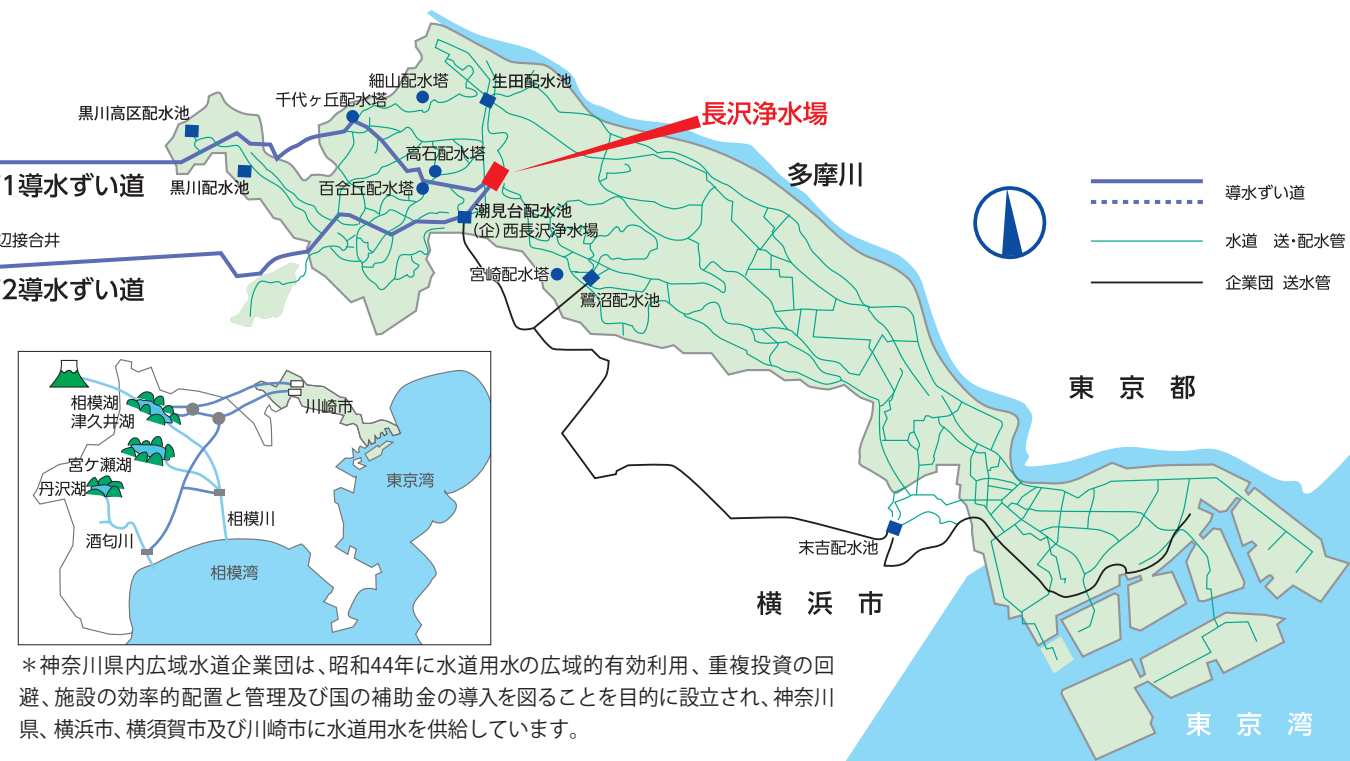 細山配水塔
生田配水池
千代ヶ丘配水塔
黒川高区配水池
長沢浄水場
高石配水塔
多摩川
1導水ずい道
黒川配水池
百合丘配水塔
導水ずい道
潮見台配水池
(企)西長沢浄水場
辺接合井
水道 送・配水管
宮崎配水塔
企業団 送水管
2導水ずい道
鷺沼配水池
東京都
相模湖
津久井湖
川崎市
宮ケ瀬湖
丹沢湖
東京湾
相模川
酒匂川
相模湾
末吉配水池
横浜市
東京湾
＊神奈川県内広域水道企業団は、昭和44年に水道用水の広域的有効利用、重複投資の回
避、施設の効率的配置と管理及び国の補助金の導入を図ることを目的に設立され、神奈川
県、横浜市、横須賀市及び川崎市に水道用水を供給しています。